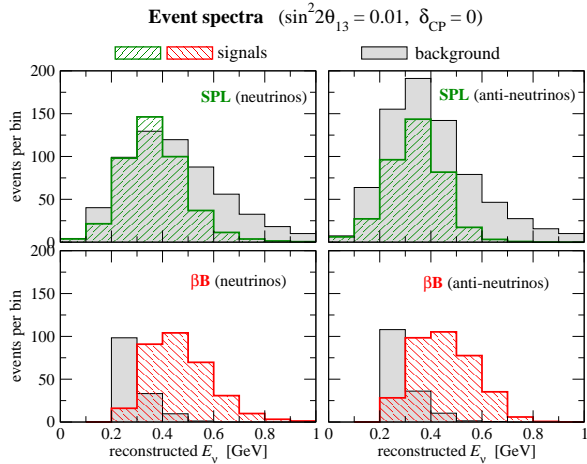 Event spectra (sin²2θ₁₃ = 0.01, δ_CP = 0)
signals background
200
150
100
50
0
events per bin
SPL (neutrinos)
SPL (anti-neutrinos)
200
150
100
50
0
events per bin
βB (neutrinos)
βB (anti-neutrinos)
0 0.2 0.4 0.6 0.8 1
0 0.2 0.4 0.6 0.8 1
reconstructed E_ν [GeV]
reconstructed E_ν [GeV]